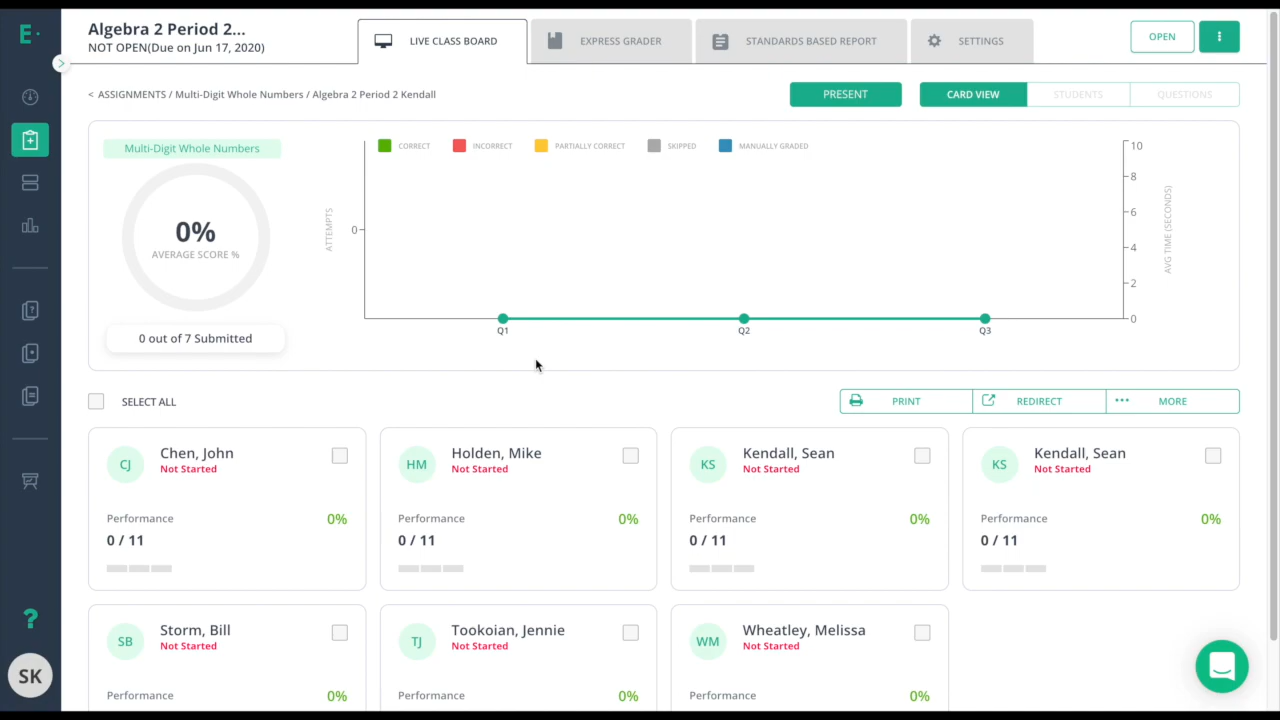 E·
Algebra 2 Period 2...
NOT OPEN(Due on Jun 17, 2020)
LIVE CLASS BOARD
EXPRESS GRADER
STANDARDS BASED REPORT
SETTINGS
OPEN
< ASSIGNMENTS / Multi-Digit Whole Numbers / Algebra 2 Period 2 Kendall
PRESENT
CARD VIEW
STUDENTS
QUESTIONS
Multi-Digit Whole Numbers
0%
AVERAGE SCORE %
0 out of 7 Submitted
CORRECT
INCORRECT
PARTIALLY CORRECT
SKIPPED
MANUALLY GRADED
ATTEMPTS
0
Q1
Q2
Q3
10
8
6
4
2
0
AVG TIME (SECONDS)
SELECT ALL
PRINT
REDIRECT
MORE
CJ
Chen, John
Not Started
Performance 0%
0 / 11
HM
Holden, Mike
Not Started
Performance 0%
0 / 11
KS
Kendall, Sean
Not Started
Performance 0%
0 / 11
KS
Kendall, Sean
Not Started
Performance 0%
0 / 11
SB
Storm, Bill
Not Started
Performance 0%
TJ
Tookoian, Jennie
Not Started
Performance 0%
WM
Wheatley, Melissa
Not Started
Performance 0%
?
SK